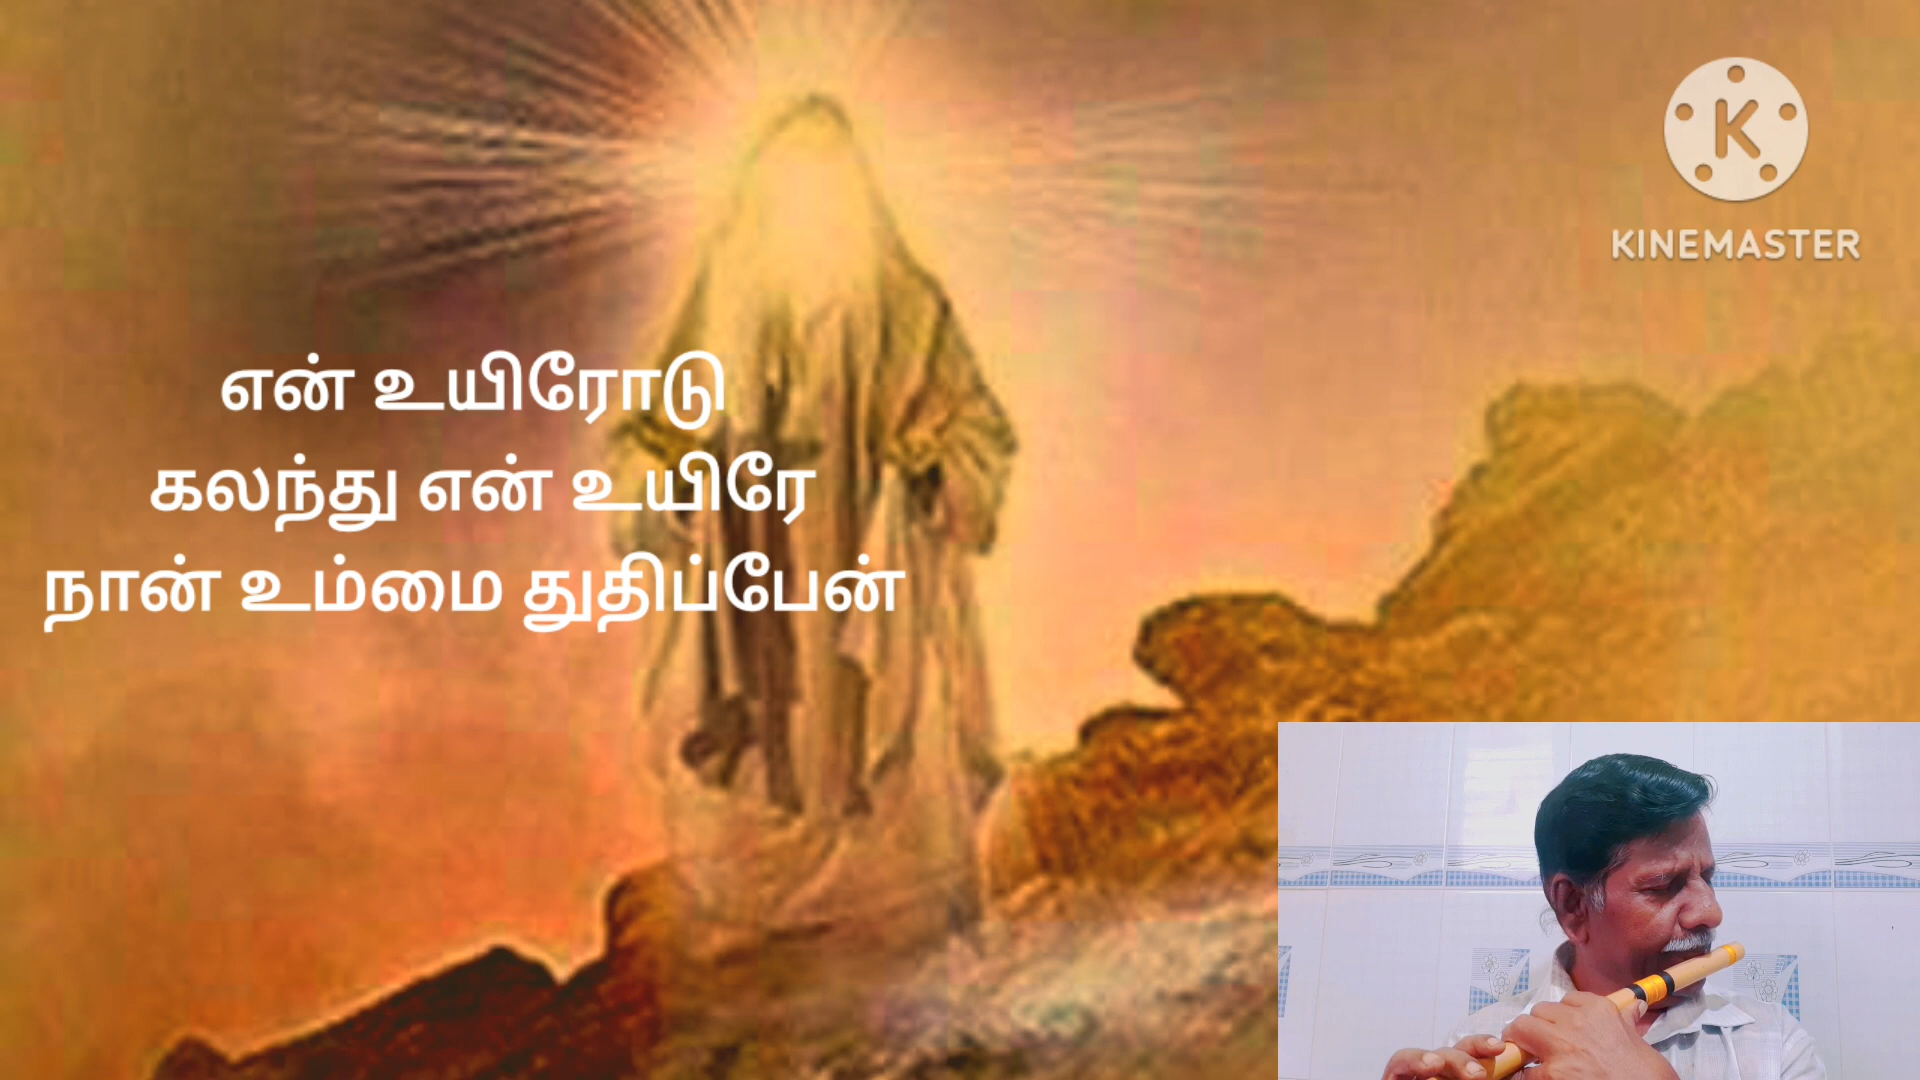 KINEMASTER
என் உயிரோடு
கலந்து என் உயிரே
நான் உம்மை துதிப்பேன்